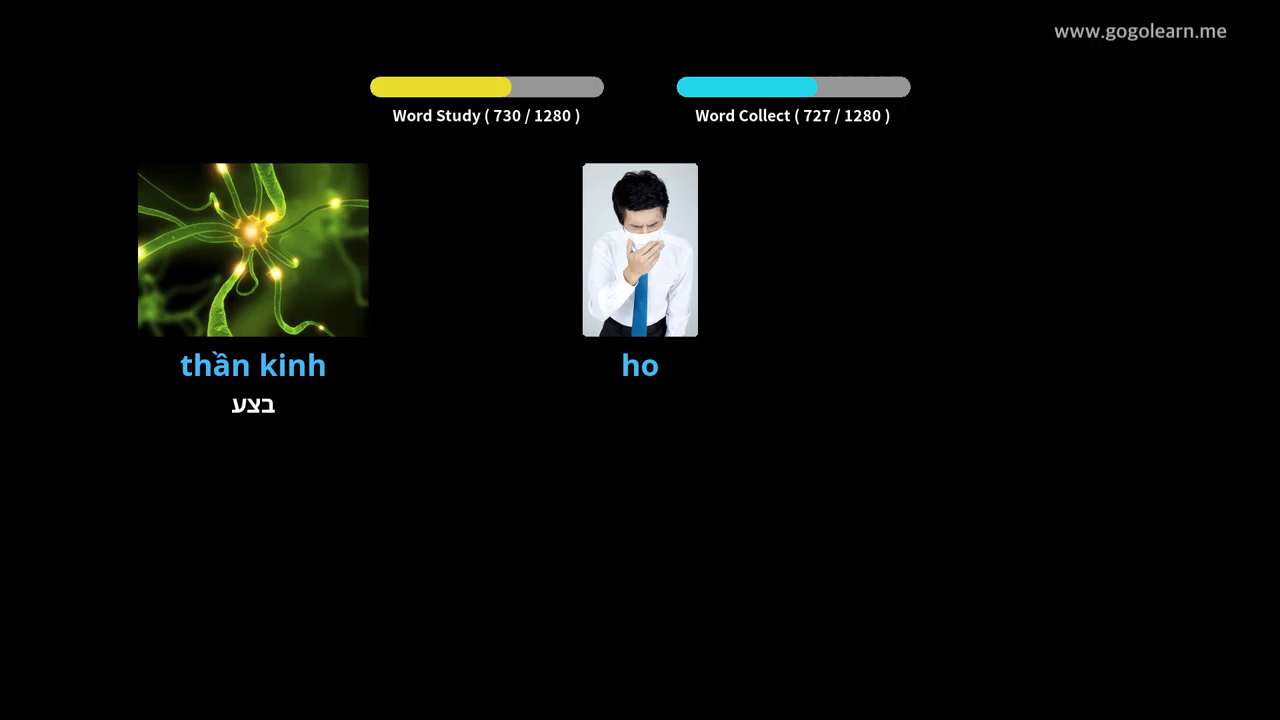 www.gogolearn.me
Word Study ( 730 / 1280 )
Word Collect ( 727 / 1280 )
thần kinh
ho
בצע